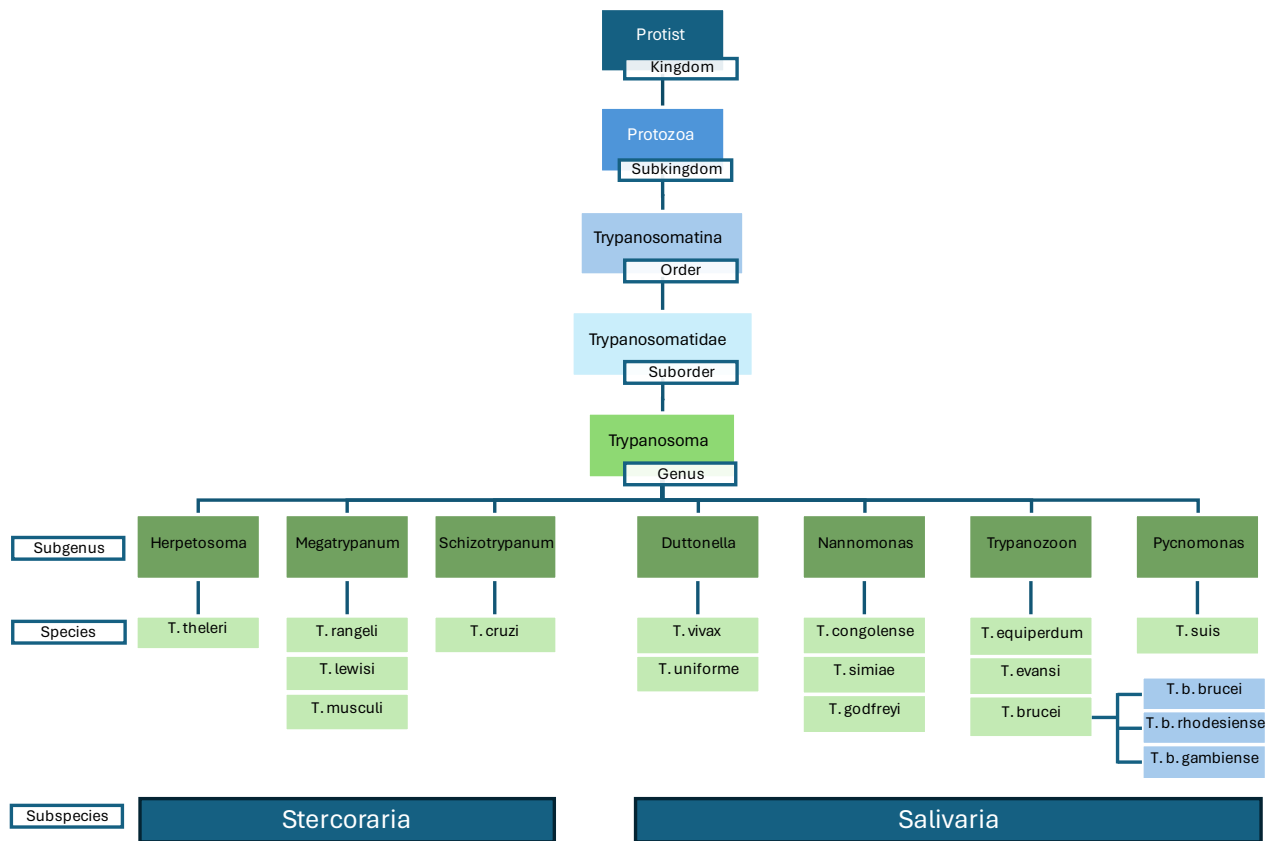 Protist
Kingdom
Protozoa
Subkingdom
Trypanosomatina
Order
Trypanosomatidae
Suborder
Trypanosoma
Genus
Subgenus
Herpetosoma
Megatrypanum
Schizotrypanum
Duttonella
Nannomonas
Trypanozoon
Pycnomonas
Species
T. theleri
T. rangeli
T. cruzi
T. vivax
T. congolense
T. equiperdum
T. suis
T. lewisi
T. uniforme
T. simiae
T. evansi
T. musculi
T. godfreyi
T. brucei
T. b. brucei
T. b. rhodesiense
T. b. gambiense
Subspecies
Stercoraria
Salivaria